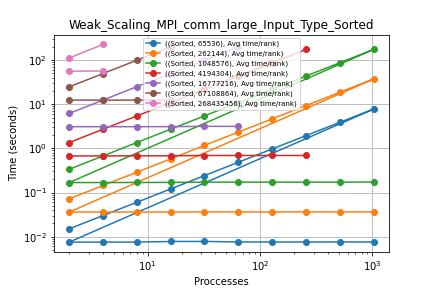 Weak_Scaling_MPI_comm_large_Input_Type_Sorted
((Sorted, 65536), Avg time/rank)
((Sorted, 262144), Avg time/rank)
((Sorted, 1048576), Avg time/rank)
((Sorted, 4194304), Avg time/rank)
((Sorted, 16777216), Avg time/rank)
((Sorted, 67108864), Avg time/rank)
((Sorted, 268435456), Avg time/rank)
Time (seconds)
10²
10¹
10⁰
10⁻¹
10⁻²
10¹
10²
10³
Proccesses